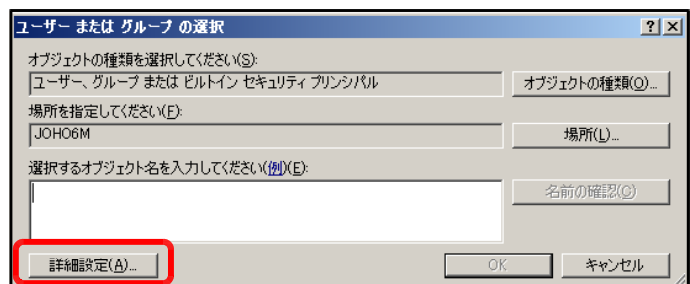 ユーザー または グループ の選択
オブジェクトの種類を選択してください(S):
ユーザー、グループ または ビルトイン セキュリティ プリンシパル
オブジェクトの種類(O)...
場所を指定してください(F):
JOHO6M
場所(L)...
選択するオブジェクト名を入力してください(例)(E):
名前の確認(C)
詳細設定(A)...
OK
キャンセル